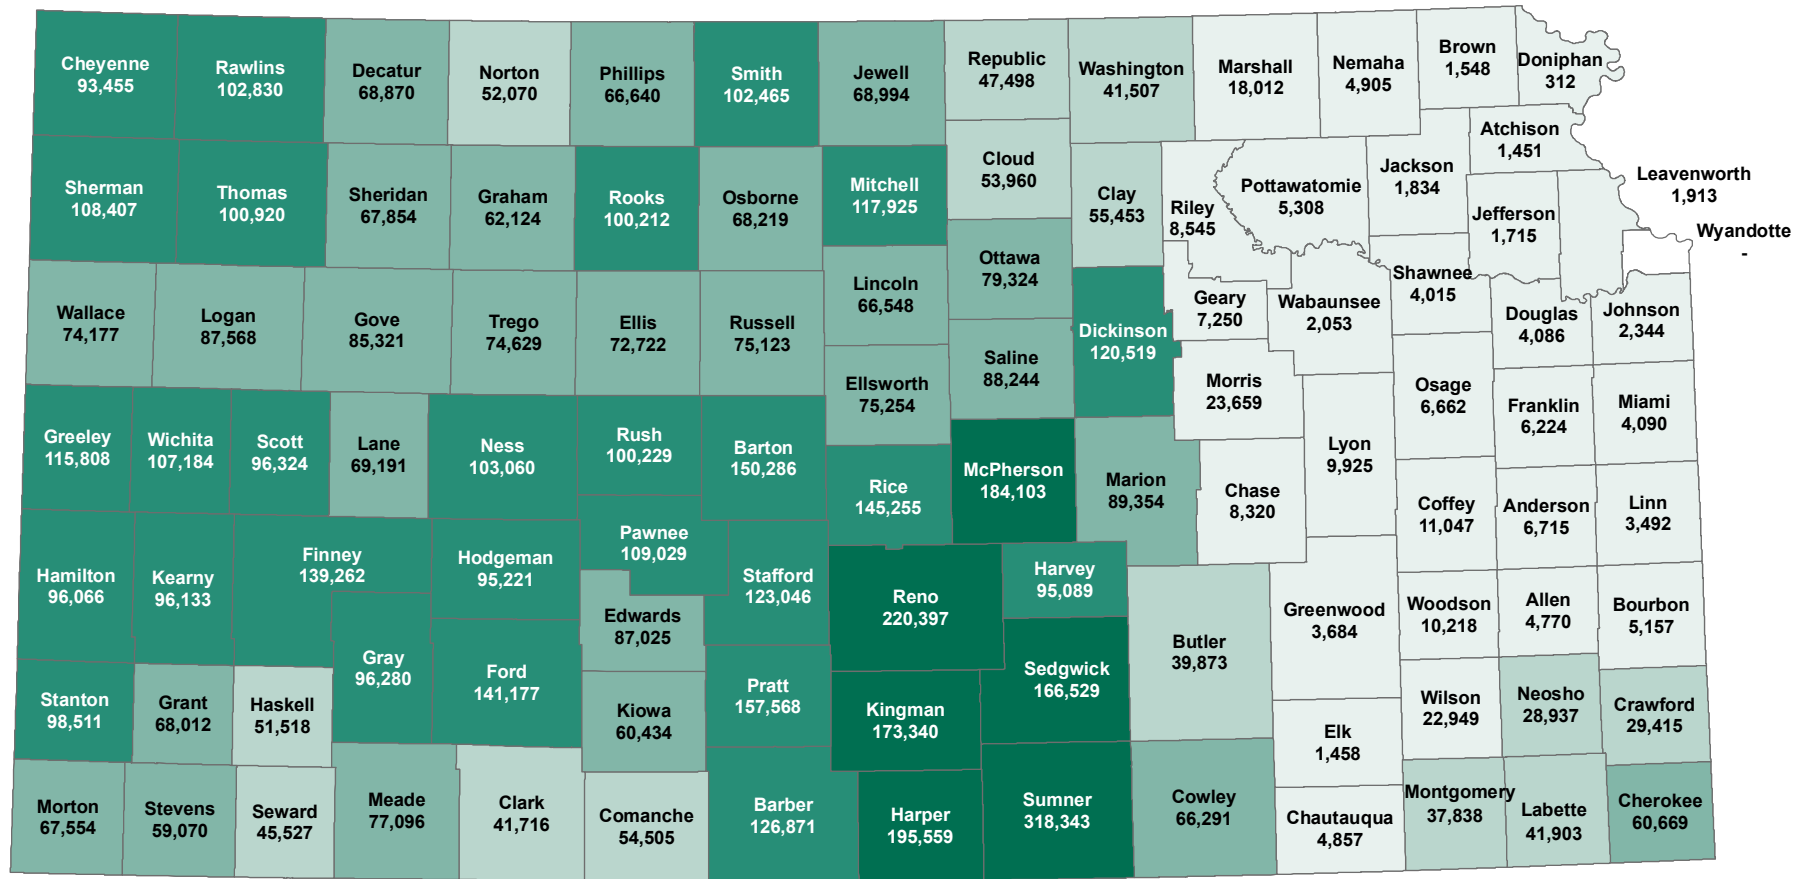 Cheyenne
93,455
Rawlins
102,830
Decatur
68,870
Norton
52,070
Phillips
66,640
Smith
102,465
Jewell
68,994
Republic
47,498
Washington
41,507
Marshall
18,012
Nemaha
4,905
Brown
1,548
Doniphan
312
Sherman
108,407
Thomas
100,920
Sheridan
67,854
Graham
62,124
Rooks
100,212
Osborne
68,219
Mitchell
117,925
Cloud
53,960
Clay
55,453
Riley
8,545
Pottawatomie
5,308
Jackson
1,834
Atchison
1,451
Jefferson
1,715
Leavenworth
1,913
Wyandotte
-
Wallace
74,177
Logan
87,568
Gove
85,321
Trego
74,629
Ellis
72,722
Russell
75,123
Lincoln
66,548
Ottawa
79,324
Saline
88,244
Dickinson
120,519
Geary
7,250
Wabaunsee
2,053
Shawnee
4,015
Douglas
4,086
Johnson
2,344
Ellsworth
75,254
Morris
23,659
Osage
6,662
Franklin
6,224
Miami
4,090
Greeley
115,808
Wichita
107,184
Scott
96,324
Lane
69,191
Ness
103,060
Rush
100,229
Barton
150,286
Rice
145,255
McPherson
184,103
Marion
89,354
Chase
8,320
Lyon
9,925
Coffey
11,047
Anderson
6,715
Linn
3,492
Hamilton
96,066
Kearny
96,133
Finney
139,262
Hodgeman
95,221
Pawnee
109,029
Stafford
123,046
Edwards
87,025
Reno
220,397
Harvey
95,089
Butler
39,873
Greenwood
3,684
Woodson
10,218
Allen
4,770
Bourbon
5,157
Gray
96,280
Ford
141,177
Kiowa
60,434
Pratt
157,568
Kingman
173,340
Sedgwick
166,529
Elk
1,458
Wilson
22,949
Neosho
28,937
Crawford
29,415
Stanton
98,511
Grant
68,012
Haskell
51,518
Morton
67,554
Stevens
59,070
Seward
45,527
Meade
77,096
Clark
41,716
Comanche
54,505
Barber
126,871
Harper
195,559
Sumner
318,343
Cowley
66,291
Chautauqua
4,857
Montgomery
37,838
Labette
41,903
Cherokee
60,669